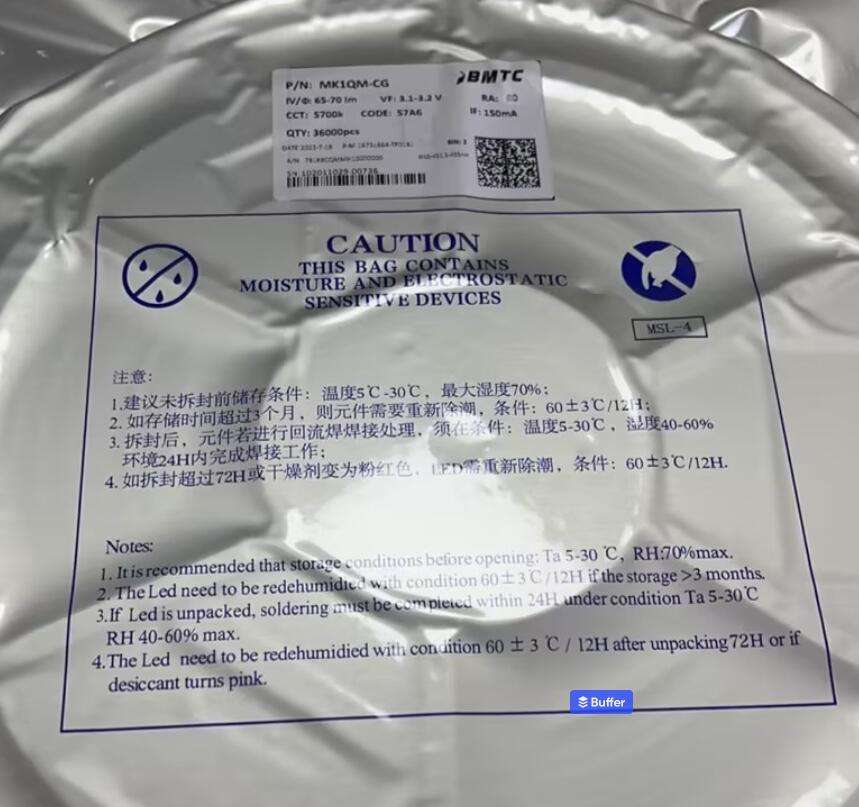 P/N: MK1QM-CG
BMTC
IV/Φ: 65-70 lm VF: 3.1-3.2 V RA:
CCT: 5700k CODE: 57A6 IF: 150mA
QTY: 36000pcs
BIN: 2
SN 102011029-00736
CAUTION
THIS BAG CONTAINS
MOISTURE AND ELECTROSTATIC
SENSITIVE DEVICES
MSL-4
注意:
1.建议未拆封前储存条件：温度5℃-30℃，最大湿度70%;
2. 如存储时间超过3个月，则元件需要重新除潮，条件：60±3℃/12H;
3. 拆封后，元件若进行回流焊焊接处理，须在条件：温度5-30℃，湿度40-60%
环境24H内完成焊接工作;
4. 如拆封超过72H或干燥剂变为粉红色，LED需重新除潮，条件：60±3℃/12H.
Notes:
1. It is recommended that storage conditions before opening: Ta 5-30 ℃, RH:70%max.
2. The Led need to be redehumidied with condition 60±3℃/12H if the storage >3 months.
3.If Led is unpacked, soldering must be completed within 24H under condition Ta 5-30℃
RH 40-60% max.
4.The Led need to be redehumidied with condition 60 ± 3 ℃ / 12H after unpacking 72H or if
desiccant turns pink.
Buffer